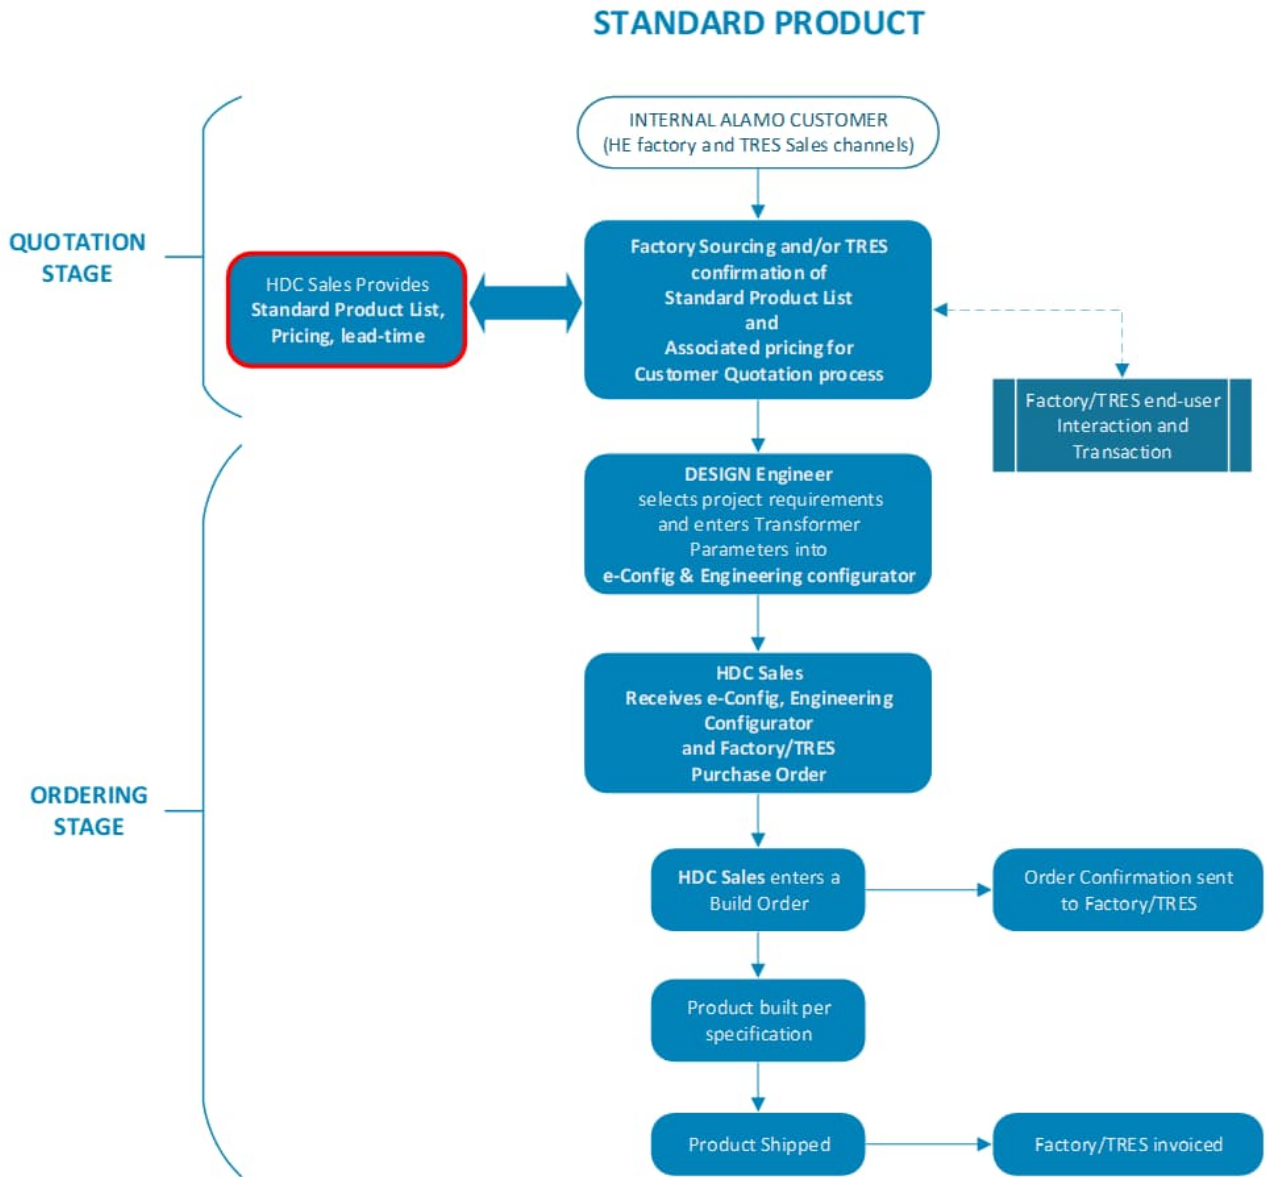 STANDARD PRODUCT
INTERNAL ALAMO CUSTOMER
(HE factory and TRES Sales channels)
QUOTATION
STAGE
HDC Sales Provides
Standard Product List,
Pricing, lead-time
Factory Sourcing and/or TRES
confirmation of
Standard Product List
and
Associated pricing for
Customer Quotation process
Factory/TRES end-user
Interaction and
Transaction
DESIGN Engineer
selects project requirements
and enters Transformer
Parameters into
e-Config & Engineering configurator
HDC Sales
Receives e-Config, Engineering
Configurator
and Factory/TRES
Purchase Order
ORDERING
STAGE
HDC Sales enters a
Build Order
Order Confirmation sent
to Factory/TRES
Product built per
specification
Product Shipped
Factory/TRES invoiced